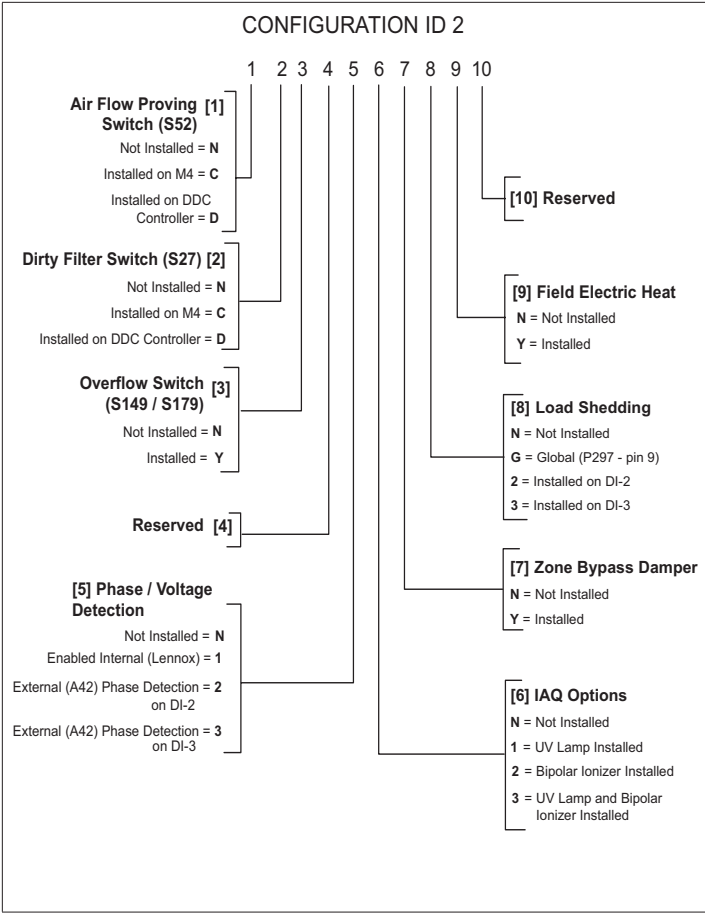 CONFIGURATION ID 2
1 2 3 4 5 6 7 8 9 10
Air Flow Proving [1]
Switch (S52)
Not Installed = N
Installed on M4 = C
Installed on DDC
Controller = D
Dirty Filter Switch (S27) [2]
Not Installed = N
Installed on M4 = C
Installed on DDC Controller = D
Overflow Switch [3]
(S149 / S179)
Not Installed = N
Installed = Y
Reserved [4]
[5] Phase / Voltage
Detection
Not Installed = N
Enabled Internal (Lennox) = 1
External (A42) Phase Detection = 2
on DI-2
External (A42) Phase Detection = 3
on DI-3
[10] Reserved
[9] Field Electric Heat
N = Not Installed
Y = Installed
[8] Load Shedding
N = Not Installed
G = Global (P297 - pin 9)
2 = Installed on DI-2
3 = Installed on DI-3
[7] Zone Bypass Damper
N = Not Installed
Y = Installed
[6] IAQ Options
N = Not Installed
1 = UV Lamp Installed
2 = Bipolar Ionizer Installed
3 = UV Lamp and Bipolar
Ionizer Installed